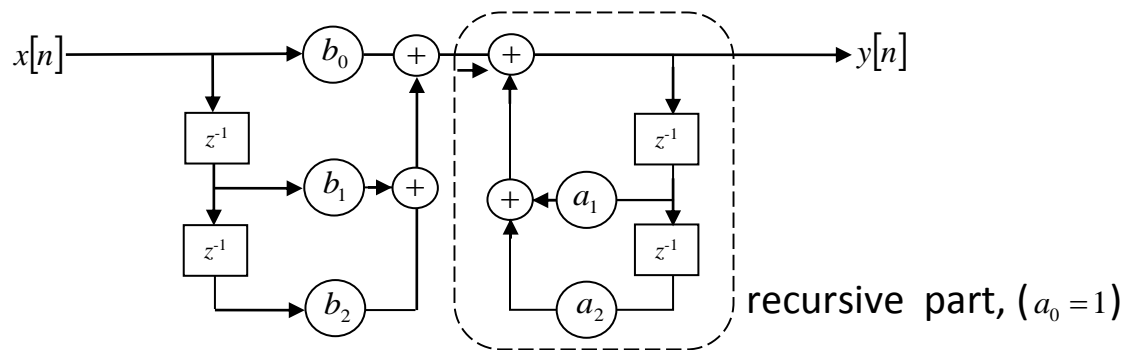 x[n] b₀ + + y[n]
z⁻¹ z⁻¹
b₁ + + a₁
z⁻¹ z⁻¹
b₂ a₂ recursive part, (a₀ = 1)